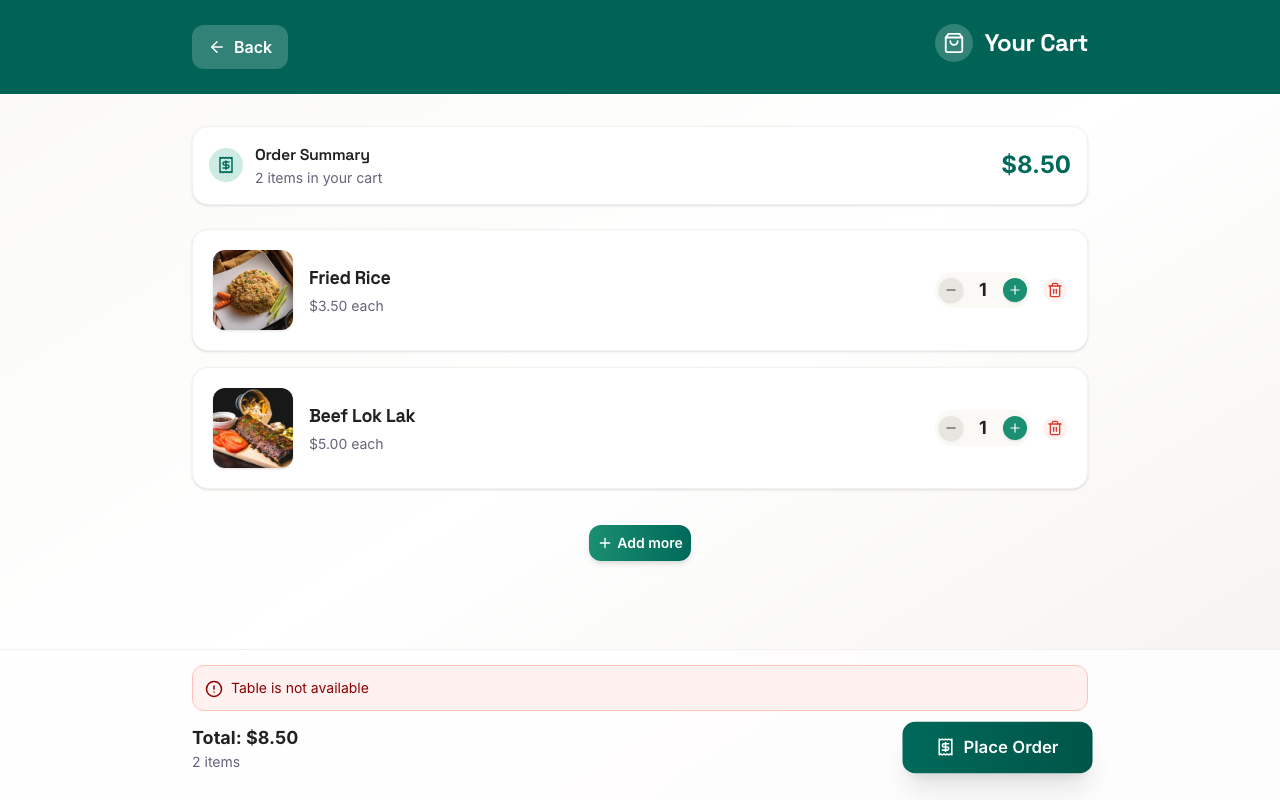 Back
Your Cart
Order Summary
2 items in your cart
$8.50
Fried Rice
$3.50 each
1
Beef Lok Lak
$5.00 each
1
Add more
Table is not available
Total: $8.50
2 items
Place Order